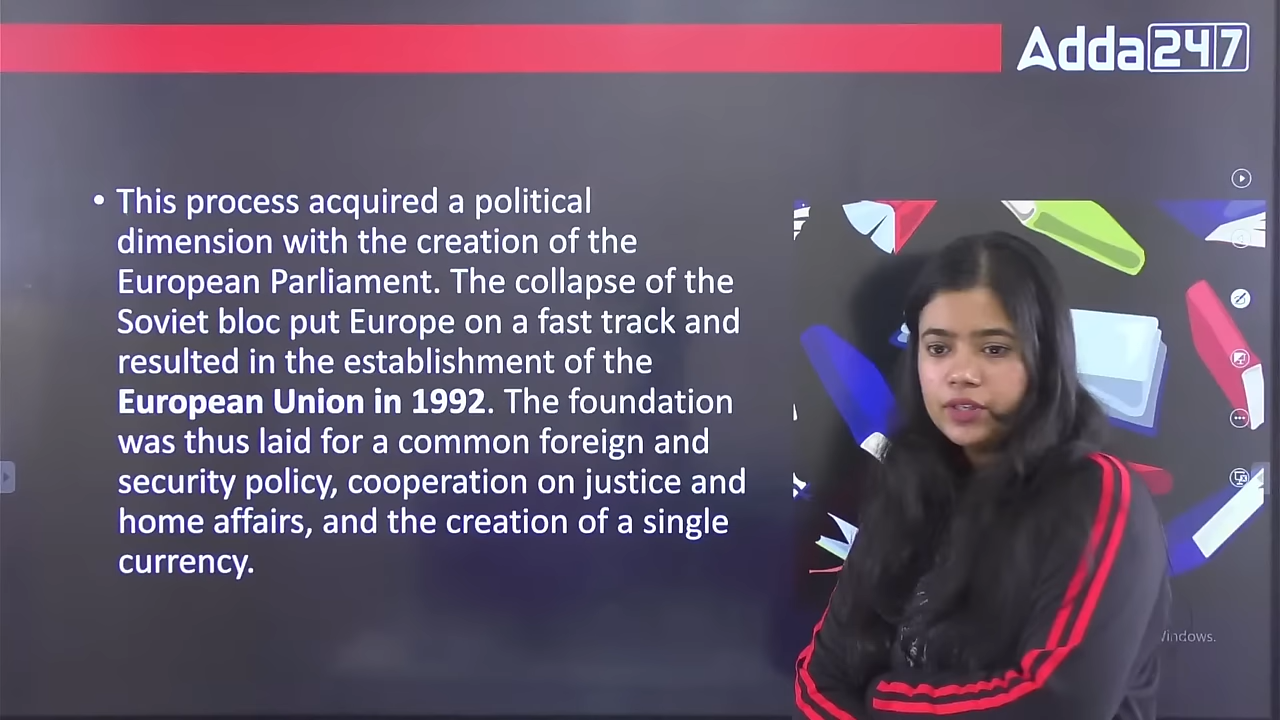 Adda247
• This process acquired a political
dimension with the creation of the
European Parliament. The collapse of the
Soviet bloc put Europe on a fast track and
resulted in the establishment of the
European Union in 1992. The foundation
was thus laid for a common foreign and
security policy, cooperation on justice and
home affairs, and the creation of a single
currency.